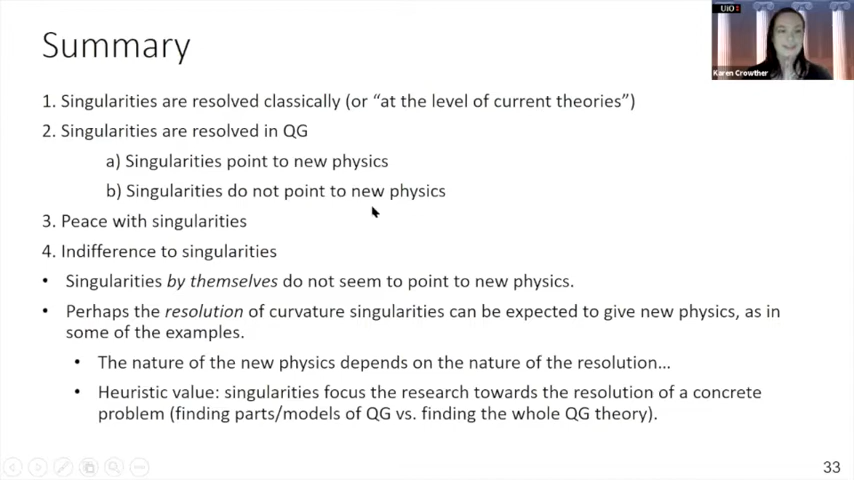 Summary
UiO
Karen Crowther
1. Singularities are resolved classically (or “at the level of current theories”)
2. Singularities are resolved in QG
a) Singularities point to new physics
b) Singularities do not point to new physics
3. Peace with singularities
4. Indifference to singularities
• Singularities by themselves do not seem to point to new physics.
• Perhaps the resolution of curvature singularities can be expected to give new physics, as in
some of the examples.
• The nature of the new physics depends on the nature of the resolution…
• Heuristic value: singularities focus the research towards the resolution of a concrete
problem (finding parts/models of QG vs. finding the whole QG theory).
33